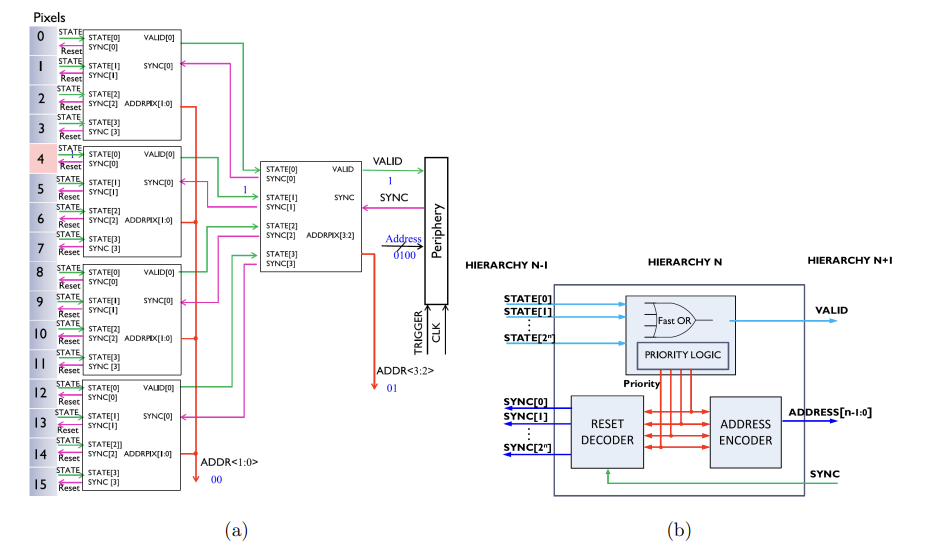 Pixels
0
STATE
Reset
STATE[0]
SYNC[0]
VALID[0]
1
STATE
Reset
STATE[1]
SYNC[1]
SYNC[0]
2
STATE
Reset
STATE[2]
SYNC[2]
ADDRPIX[1:0]
3
STATE
Reset
STATE[3]
SYNC [3]
4
STATE
1
Reset
STATE[0]
SYNC[0]
VALID[0]
5
STATE
Reset
STATE[1]
SYNC[1]
SYNC[0]
6
STATE
Reset
STATE[2]
SYNC[2]
ADDRPIX[1:0]
7
STATE
Reset
STATE[3]
SYNC [3]
8
STATE
Reset
STATE[0]
SYNC[0]
VALID[0]
9
STATE
Reset
STATE[1]
SYNC[1]
SYNC[0]
10
STATE
Reset
STATE[2]
SYNC[2]
ADDRPIX[1:0]
11
STATE
Reset
STATE[3]
SYNC [3]
12
STATE
Reset
STATE[0]
SYNC[0]
VALID[0]
13
STATE
Reset
STATE[1]
SYNC[1]
SYNC[0]
14
STATE
Reset
STATE[2]]
SYNC[2]
ADDRPIX[1:0]
15
STATE
Reset
STATE[3]
SYNC [3]
ADDR<1:0>
00
1
STATE[0]
SYNC[0]
STATE[1]
SYNC[1]
STATE[2]
SYNC[2]
STATE[3]
SYNC[3]
VALID
SYNC
ADDRPIX[3:2]
VALID
1
SYNC
Address
0100
Periphery
TRIGGER
CLK
ADDR<3:2>
01
(a)
HIERARCHY N-1
HIERARCHY N
HIERARCHY N+1
STATE[0]
STATE[1]
STATE[2ⁿ]
Fast OR
PRIORITY LOGIC
VALID
Priority
SYNC[0]
SYNC[1]
SYNC[2ⁿ]
RESET
DECODER
ADDRESS
ENCODER
ADDRESS[n-1:0]
SYNC
(b)